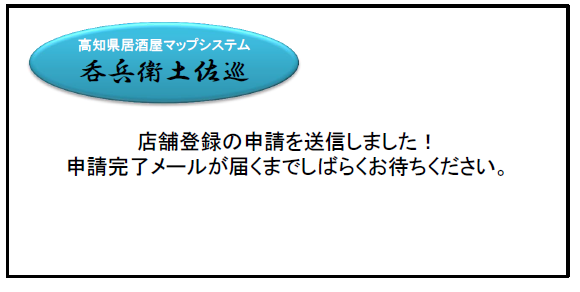 高知県居酒屋マップシステム
呑兵衛土佐巡
店舗登録の申請を送信しました！
申請完了メールが届くまでしばらくお待ちください。